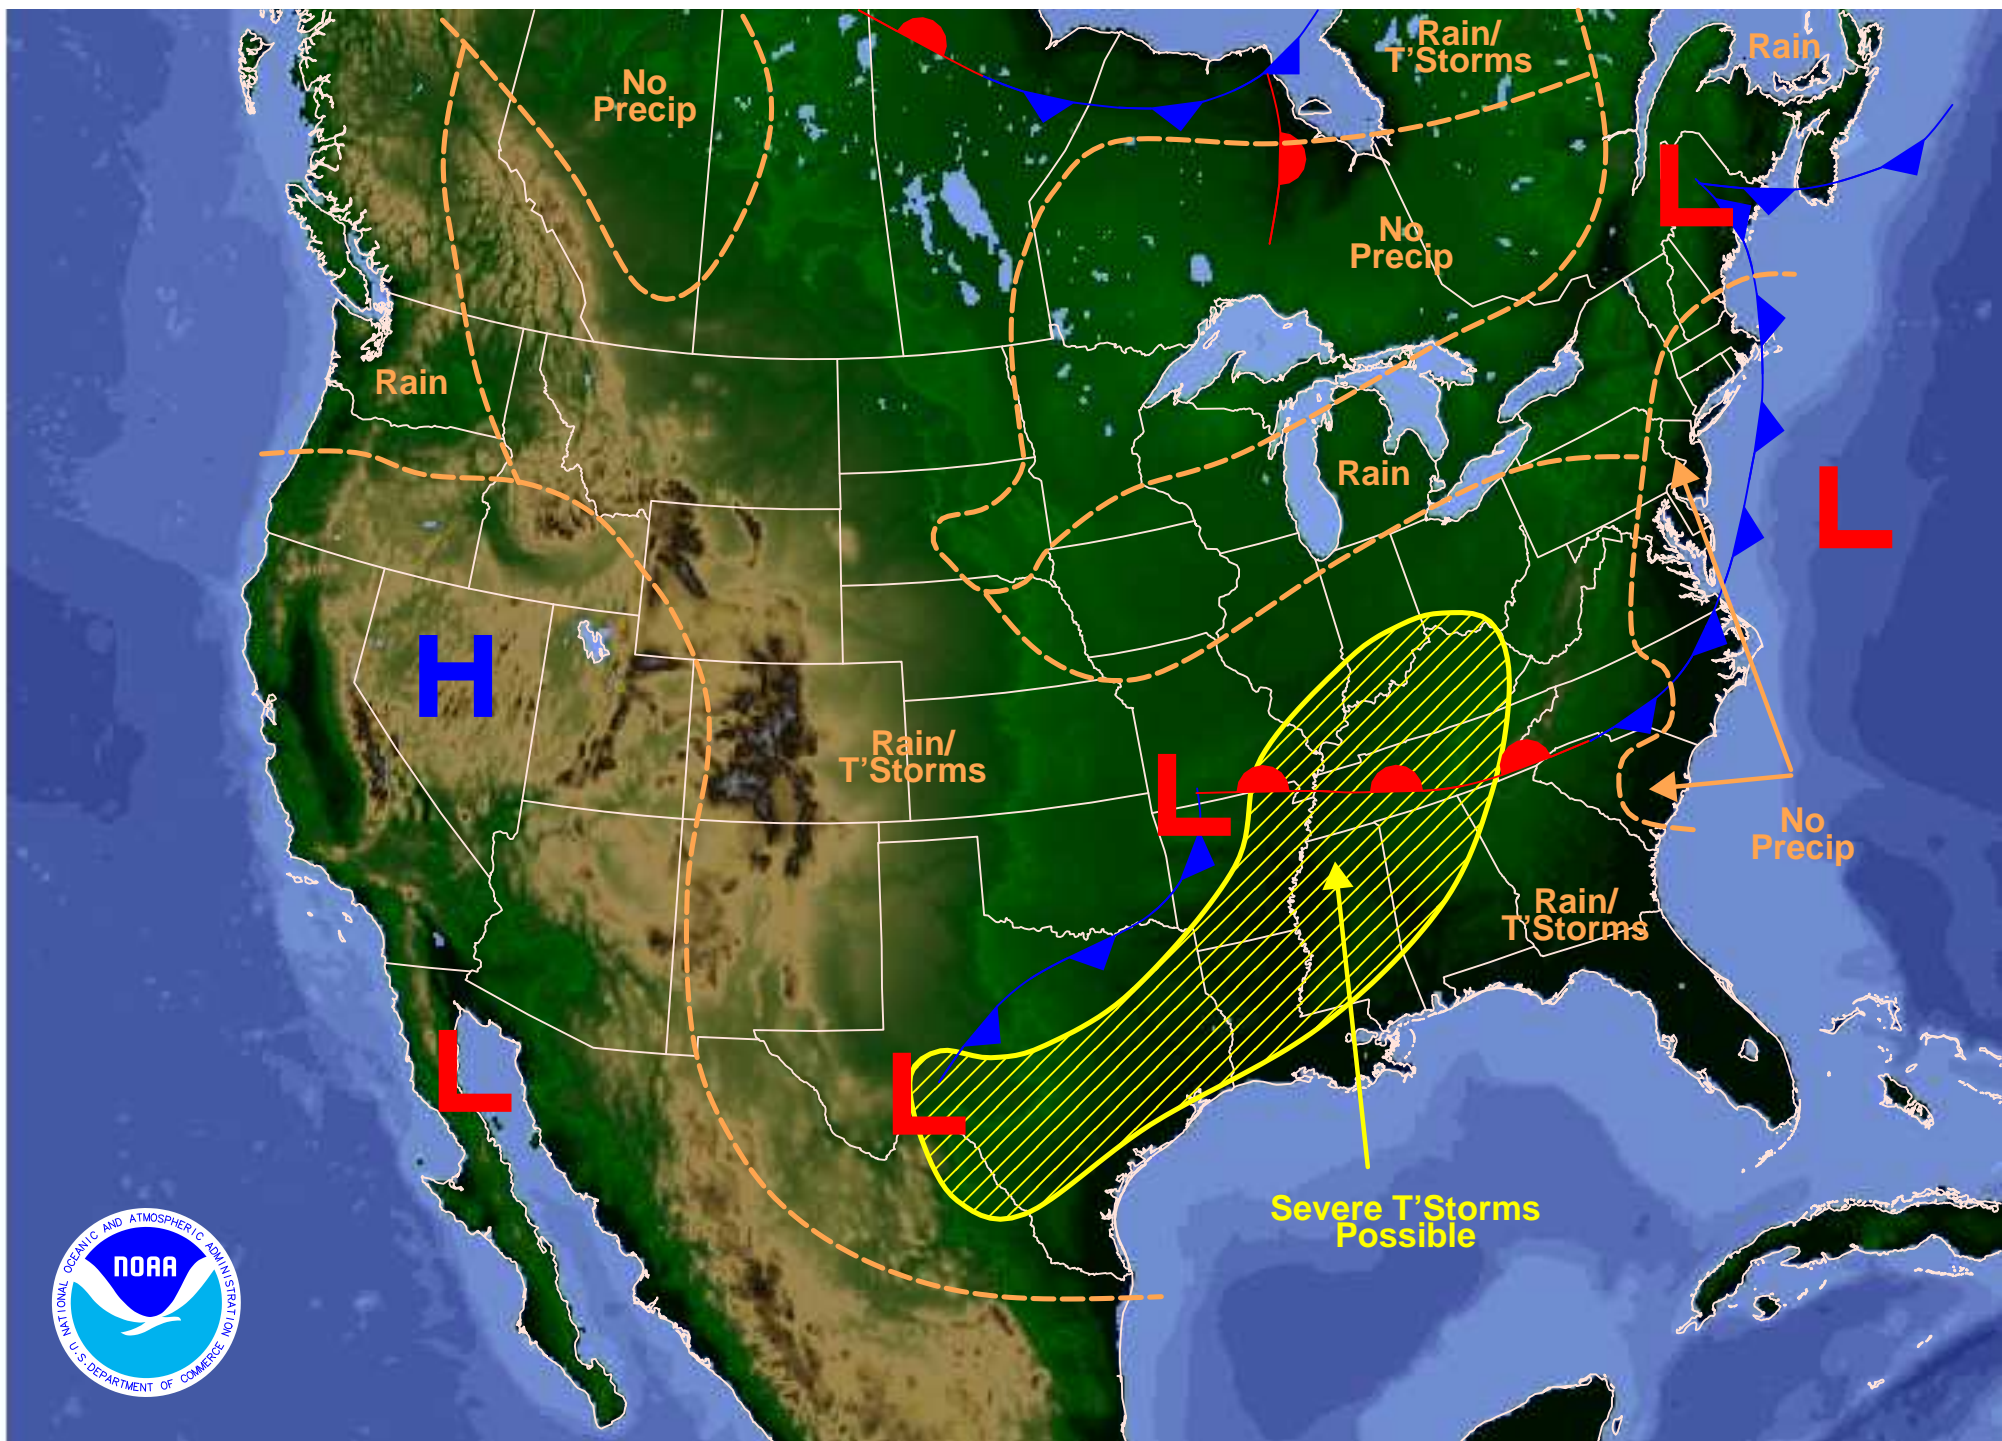 Rain/
T'Storms
Rain
No
Precip
L
No
Precip
Rain
Rain
L
H
Rain/
T'Storms
L
No
Precip
Rain/
T'Storms
L
L
Severe T'Storms
Possible
NATIONAL OCEANIC AND ATMOSPHERIC ADMINISTRATION
NOAA
U.S. DEPARTMENT OF COMMERCE